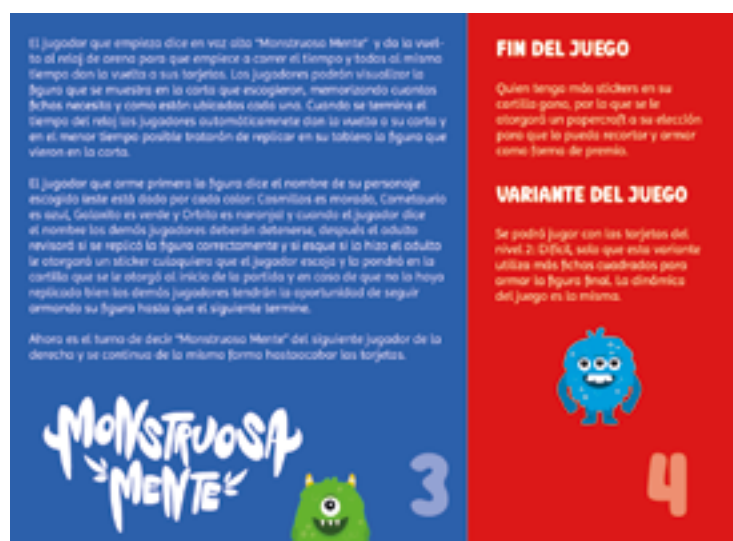 El jugador que empieza dice en voz alta "Monstruosa Mente" y da la vuel-
ta al reloj de arena para que empiece a correr el tiempo y todos al mismo
tiempo dan la vuelta a sus tarjetas. Los jugadores podrán visualizar la
figura que se muestra en la carta que escogieron, memorizando cuantas
fichas necesita y como están ubicadas cada una. Cuando se termina el
tiempo del reloj los jugadores automáticamnete dan la vuelta a su carta y
en el menor tiempo posible tratarán de replicar en su tablero la figura que
vieron en la carta.
El jugador que arme primero la figura dice el nombre de su personaje
escogido (este está dado por cada color: Cosmillas es morado, Cometaurio
es azul, Galaxito es verde y Orbita es naranja) y cuando el jugador dice
el nombre los demás jugadores deberán detenerse, después el adulto
revisará si se replicó la figura correctamente y si esque si lo hizo el adulto
le otorgará un sticker culaquiera que el jugador escoja y lo pondrá en la
cartilla que se le otorgó al inicio de la partida y en caso de que no lo haya
replicado bien los demás jugadores tendrán la oportunidad de seguir
armando su figura hasta que el siguiente termine.
Ahora es el turno de decir "Monstruosa Mente" del siguiente jugador de la
derecha y se continua de la misma forma hastaacabar las tarjetas.
MONSTRUOSA
MENTE
3
FIN DEL JUEGO
Quien tenga más stickers en su
cartilla gana, por lo que se le
otorgará un papercraft a su elección
para que lo pueda recortar y armar
como forma de premio.
VARIANTE DEL JUEGO
Se podrá jugar con las tarjetas del
nivel 2: Difícil, solo que esta variante
utiliza más fichas cuadradas para
armar la figura final. La dinámica
del juego es la misma.
4